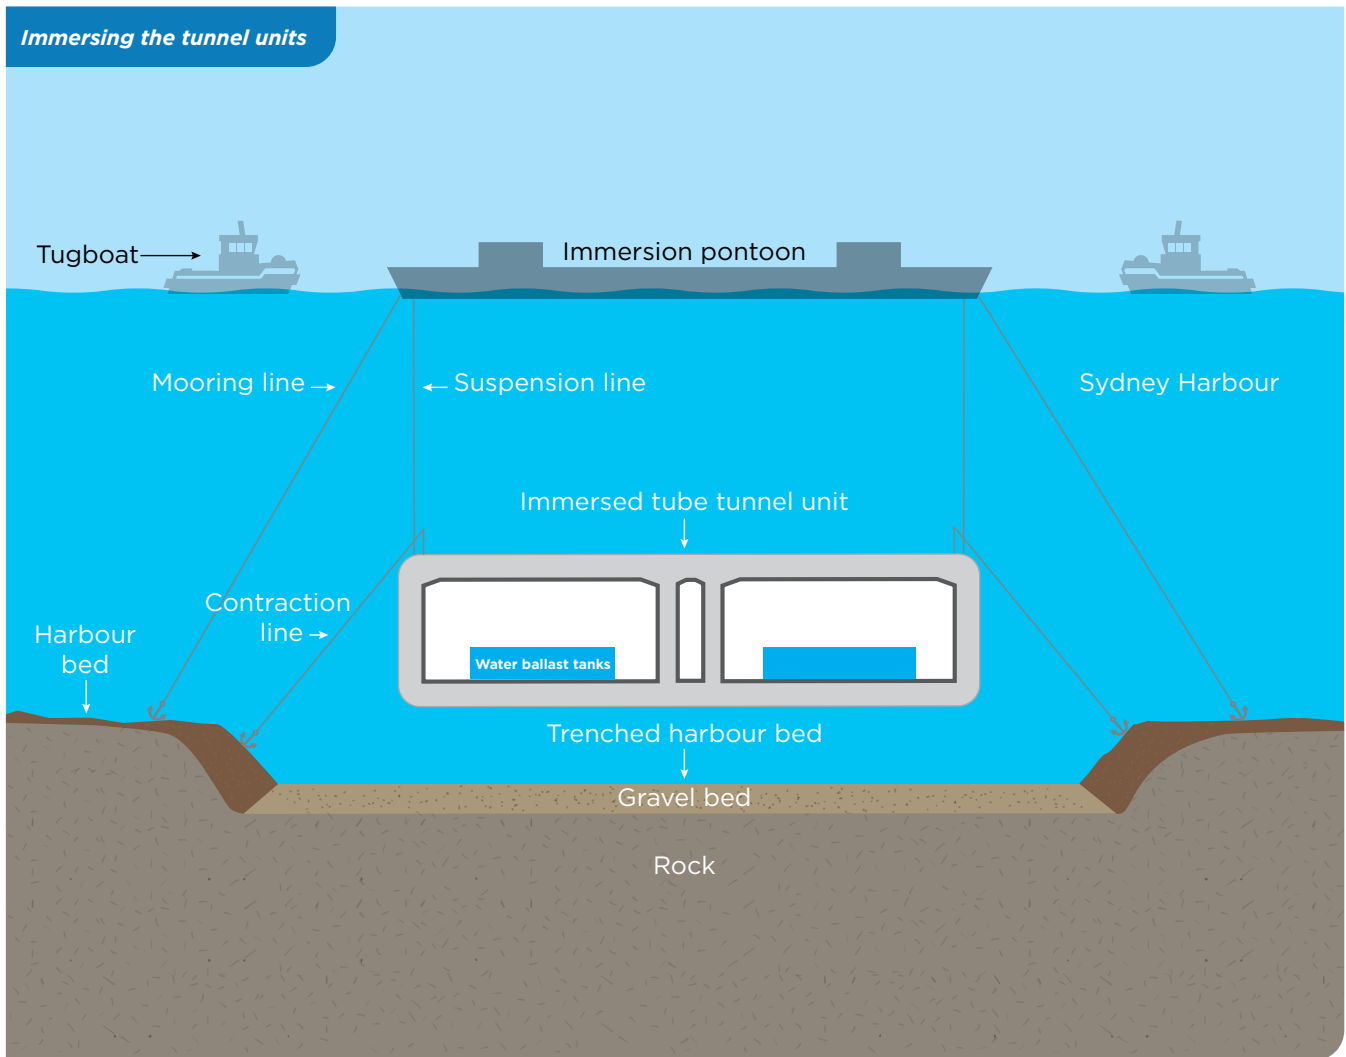 Immersing the tunnel units
Tugboat
Immersion pontoon
Mooring line
Suspension line
Sydney Harbour
Immersed tube tunnel unit
Contraction
line
Harbour
bed
Water ballast tanks
Trenched harbour bed
Gravel bed
Rock